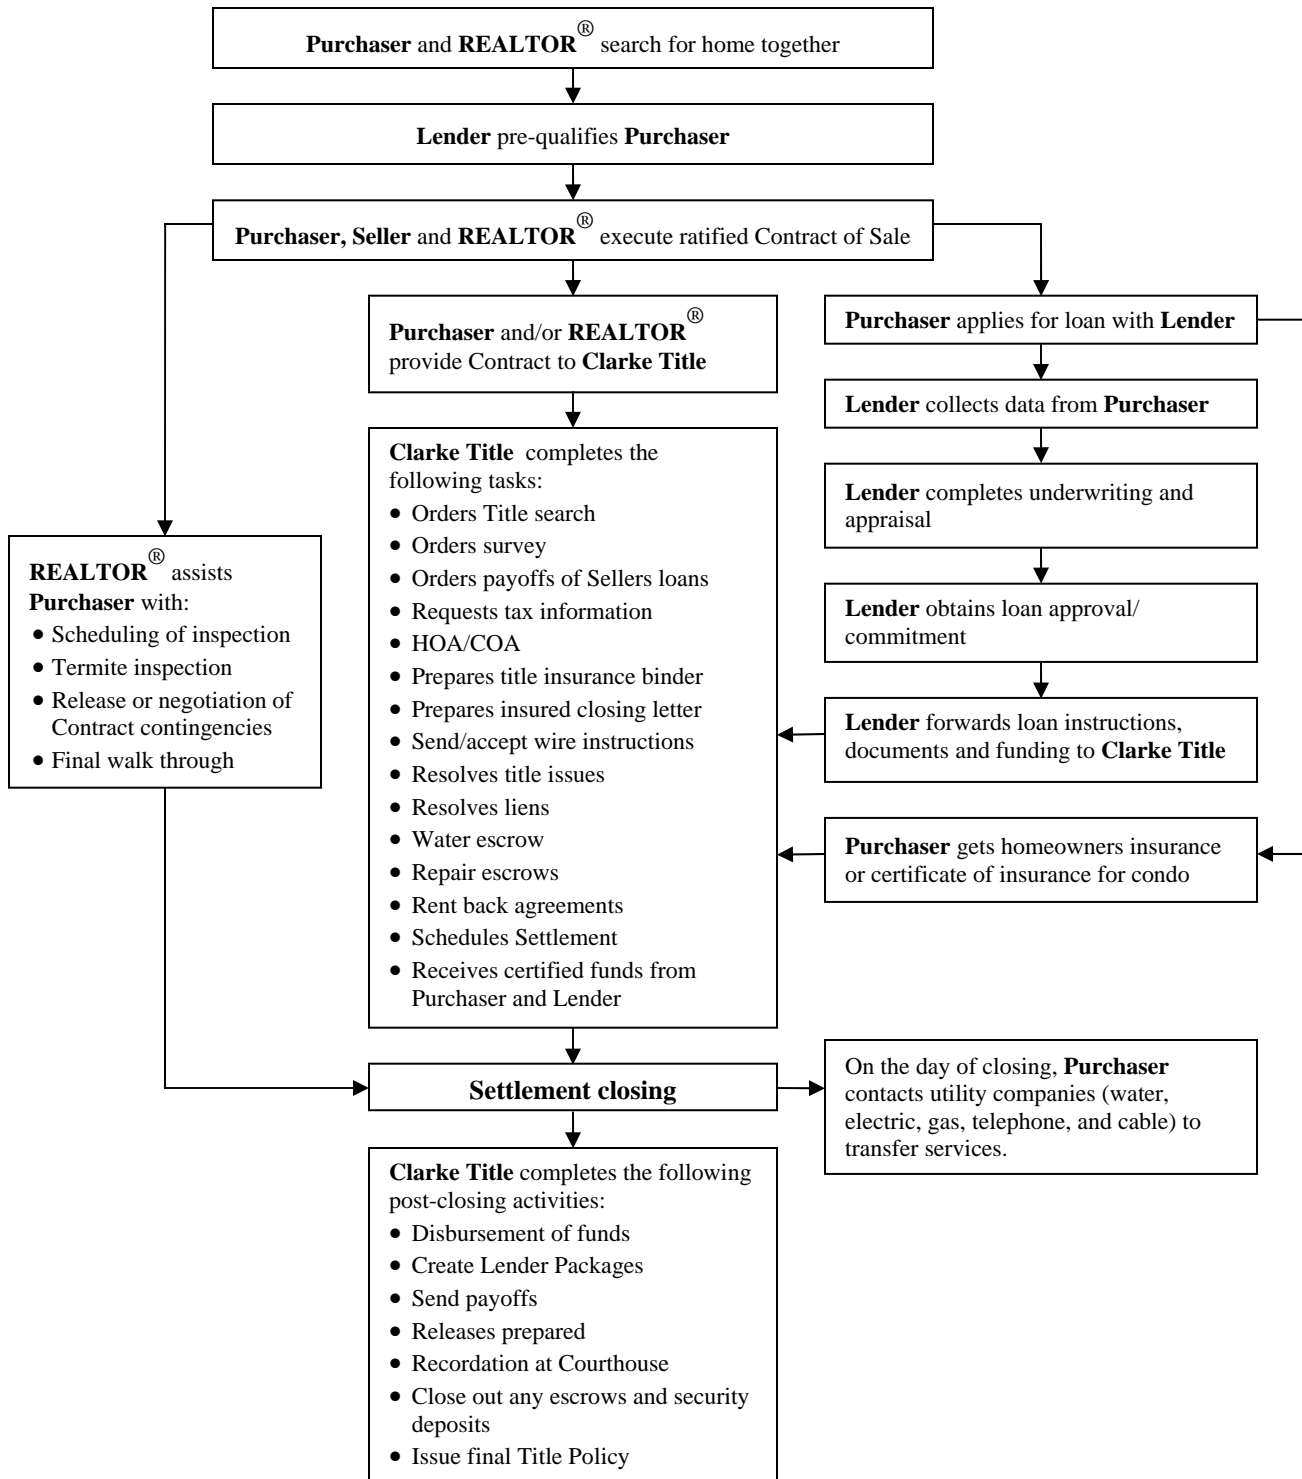 Purchaser and REALTOR® search for home together
Lender pre-qualifies Purchaser
Purchaser, Seller and REALTOR® execute ratified Contract of Sale
Purchaser and/or REALTOR®
provide Contract to Clarke Title
Purchaser applies for loan with Lender
Lender collects data from Purchaser
Lender completes underwriting and
appraisal
Lender obtains loan approval/
commitment
Lender forwards loan instructions,
documents and funding to Clarke Title
Purchaser gets homeowners insurance
or certificate of insurance for condo
Clarke Title completes the
following tasks:
• Orders Title search
• Orders survey
• Orders payoffs of Sellers loans
• Requests tax information
• HOA/COA
• Prepares title insurance binder
• Prepares insured closing letter
• Send/accept wire instructions
• Resolves title issues
• Resolves liens
• Water escrow
• Repair escrows
• Rent back agreements
• Schedules Settlement
• Receives certified funds from
Purchaser and Lender
REALTOR® assists
Purchaser with:
• Scheduling of inspection
• Termite inspection
• Release or negotiation of
Contract contingencies
• Final walk through
Settlement closing
On the day of closing, Purchaser
contacts utility companies (water,
electric, gas, telephone, and cable) to
transfer services.
Clarke Title completes the following
post-closing activities:
• Disbursement of funds
• Create Lender Packages
• Send payoffs
• Releases prepared
• Recordation at Courthouse
• Close out any escrows and security
deposits
• Issue final Title Policy